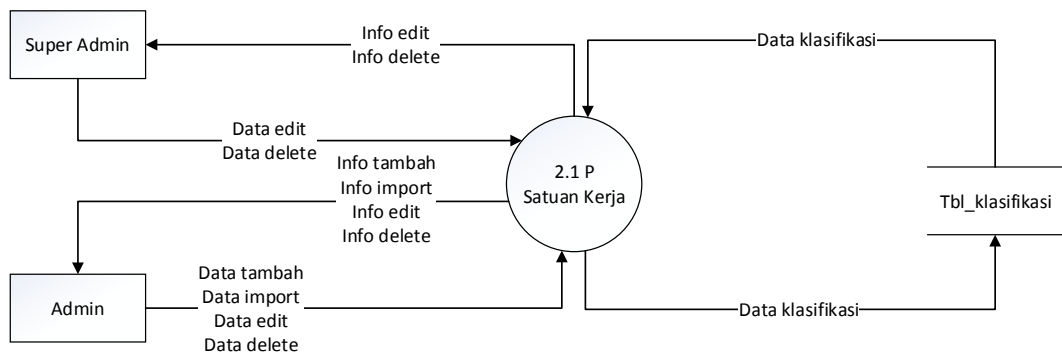 Super Admin
Info edit
Info delete
Data klasifikasi
Data edit
Data delete
Info tambah
Info import
Info edit
Info delete
2.1 P
Satuan Kerja
Tbl_klasifikasi
Admin
Data tambah
Data import
Data edit
Data delete
Data klasifikasi